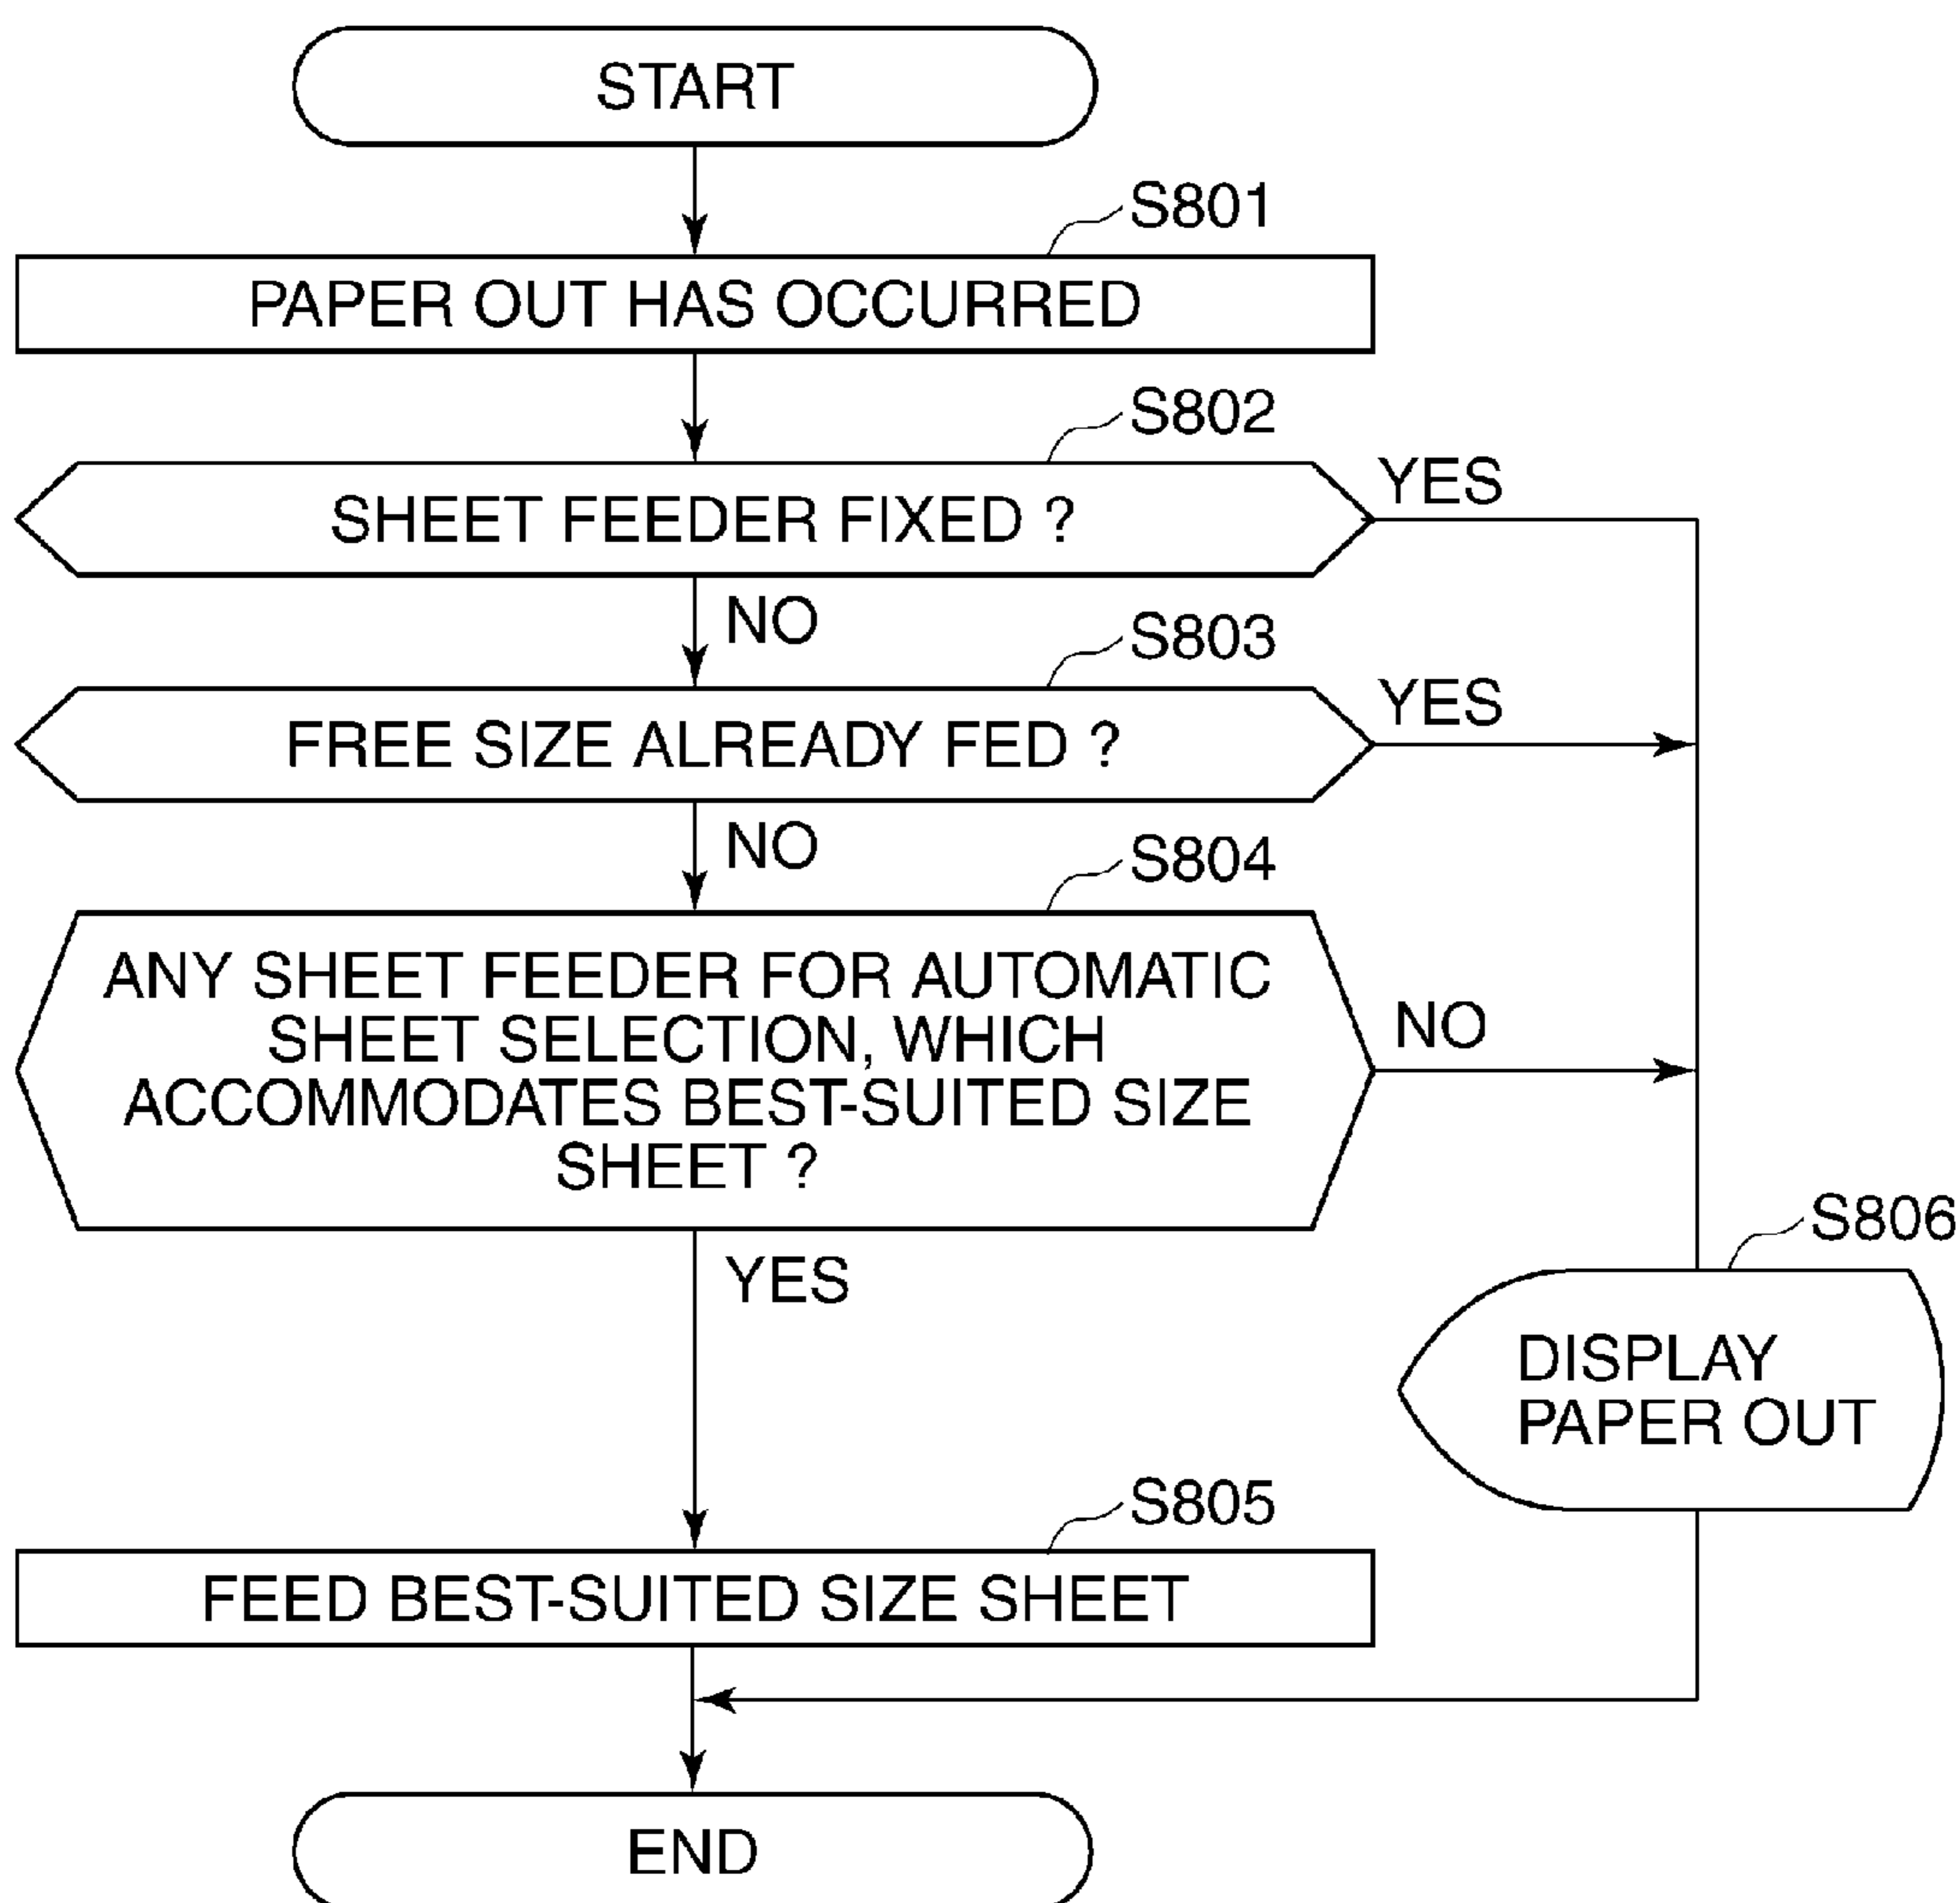 START
S801
PAPER OUT HAS OCCURRED
S802
SHEET FEEDER FIXED ?
YES
NO
S803
FREE SIZE ALREADY FED ?
YES
NO
S804
ANY SHEET FEEDER FOR AUTOMATIC
SHEET SELECTION, WHICH
ACCOMMODATES BEST-SUITED SIZE
SHEET ?
NO
YES
S806
DISPLAY
PAPER OUT
S805
FEED BEST-SUITED SIZE SHEET
END